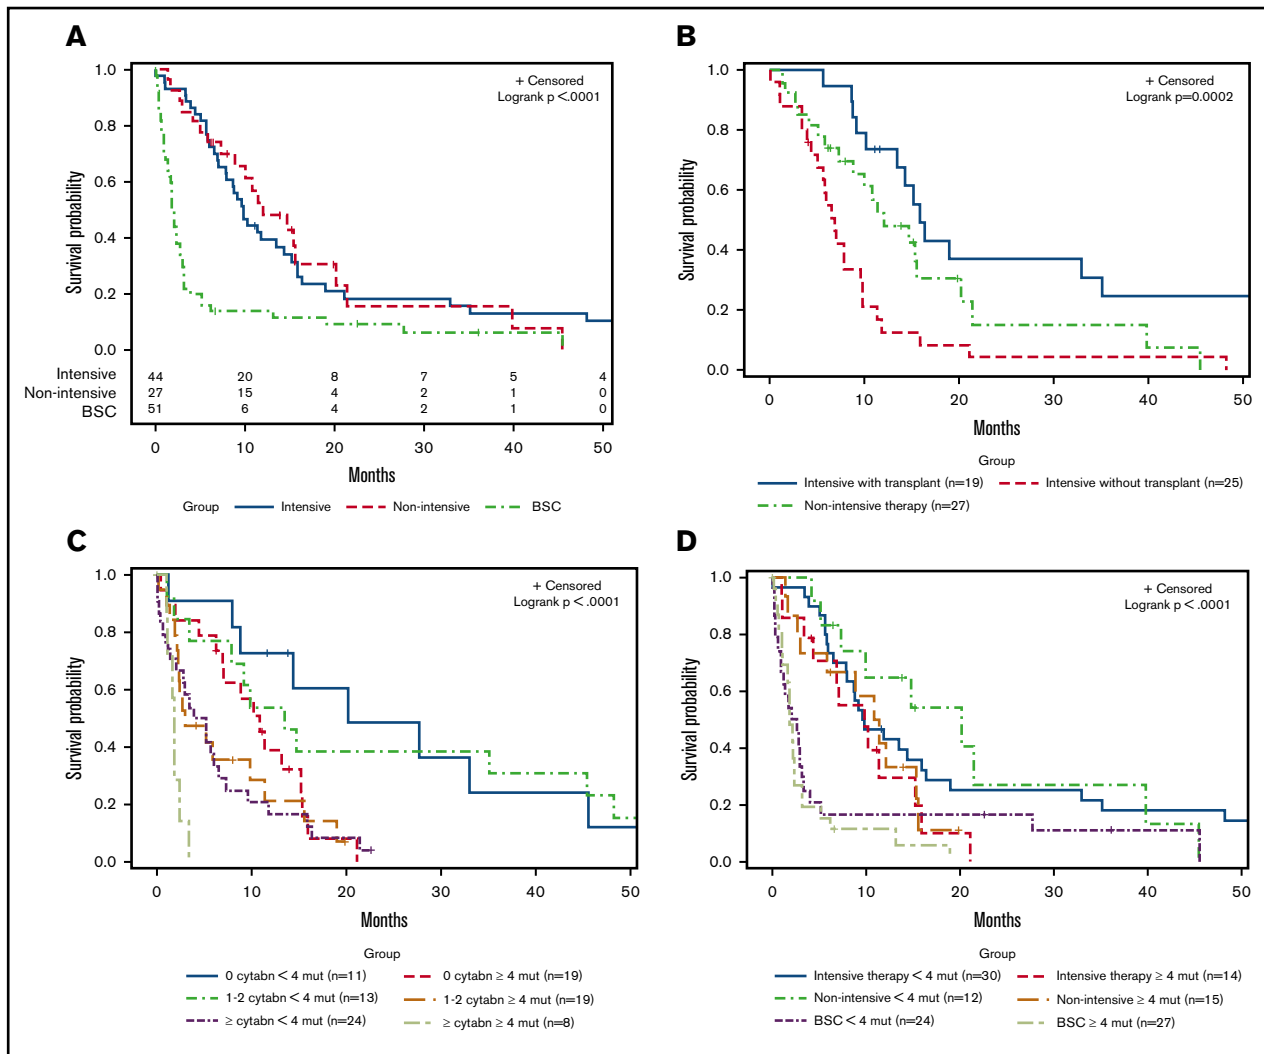 A
+ Censored
Logrank p <.0001
Survival probability
1.0
0.8
0.6
0.4
0.2
0.0
Intensive 44 20 8 7 5 4
Non-intensive 27 15 4 2 1 0
BSC 51 6 4 2 1 0
0 10 20 30 40 50
Months
Group Intensive Non-intensive BSC
B
+ Censored
Logrank p=0.0002
Survival probability
1.0
0.8
0.6
0.4
0.2
0.0
0 10 20 30 40 50
Months
Group
Intensive with transplant (n=19) Intensive without transplant (n=25)
Non-intensive therapy (n=27)
C
+ Censored
Logrank p < .0001
Survival probability
1.0
0.8
0.6
0.4
0.2
0.0
0 10 20 30 40 50
Months
Group
0 cytabn < 4 mut (n=11) 0 cytabn ≥ 4 mut (n=19)
1-2 cytabn < 4 mut (n=13) 1-2 cytabn ≥ 4 mut (n=19)
≥ cytabn < 4 mut (n=24) ≥ cytabn ≥ 4 mut (n=8)
D
+ Censored
Logrank p < .0001
Survival probability
1.0
0.8
0.6
0.4
0.2
0.0
0 10 20 30 40 50
Months
Group
Intensive therapy < 4 mut (n=30) Intensive therapy ≥ 4 mut (n=14)
Non-intensive < 4 mut (n=12) Non-intensive ≥ 4 mut (n=15)
BSC < 4 mut (n=24) BSC ≥ 4 mut (n=27)